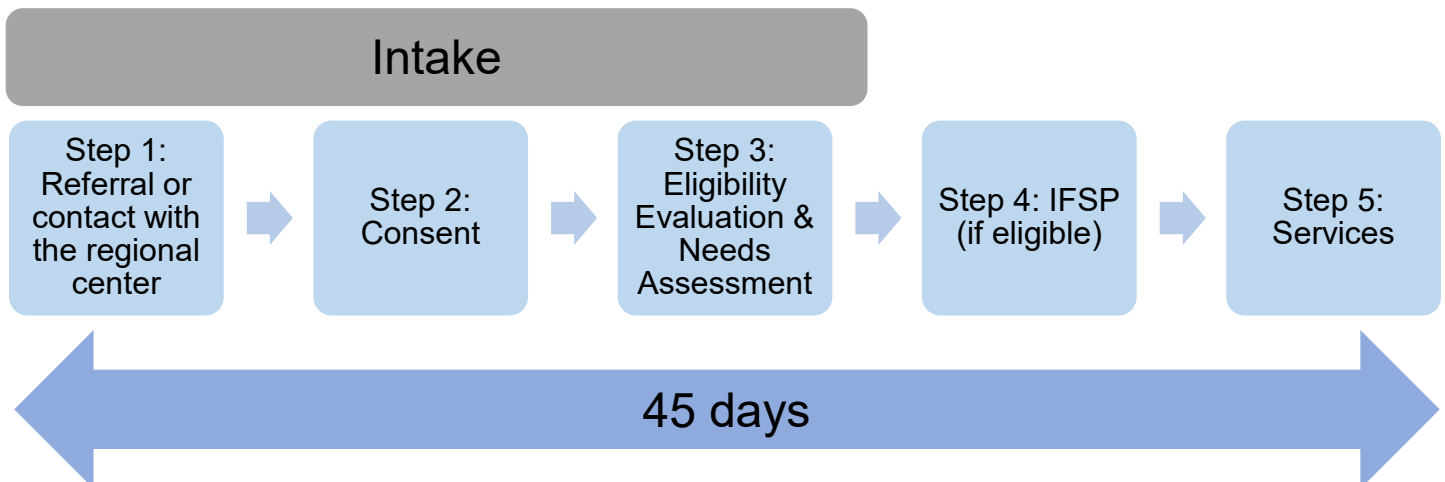 Intake
Step 1:
Referral or
contact with
the regional
center
Step 2:
Consent
Step 3:
Eligibility
Evaluation &
Needs
Assessment
Step 4: IFSP
(if eligible)
Step 5:
Services
45 days